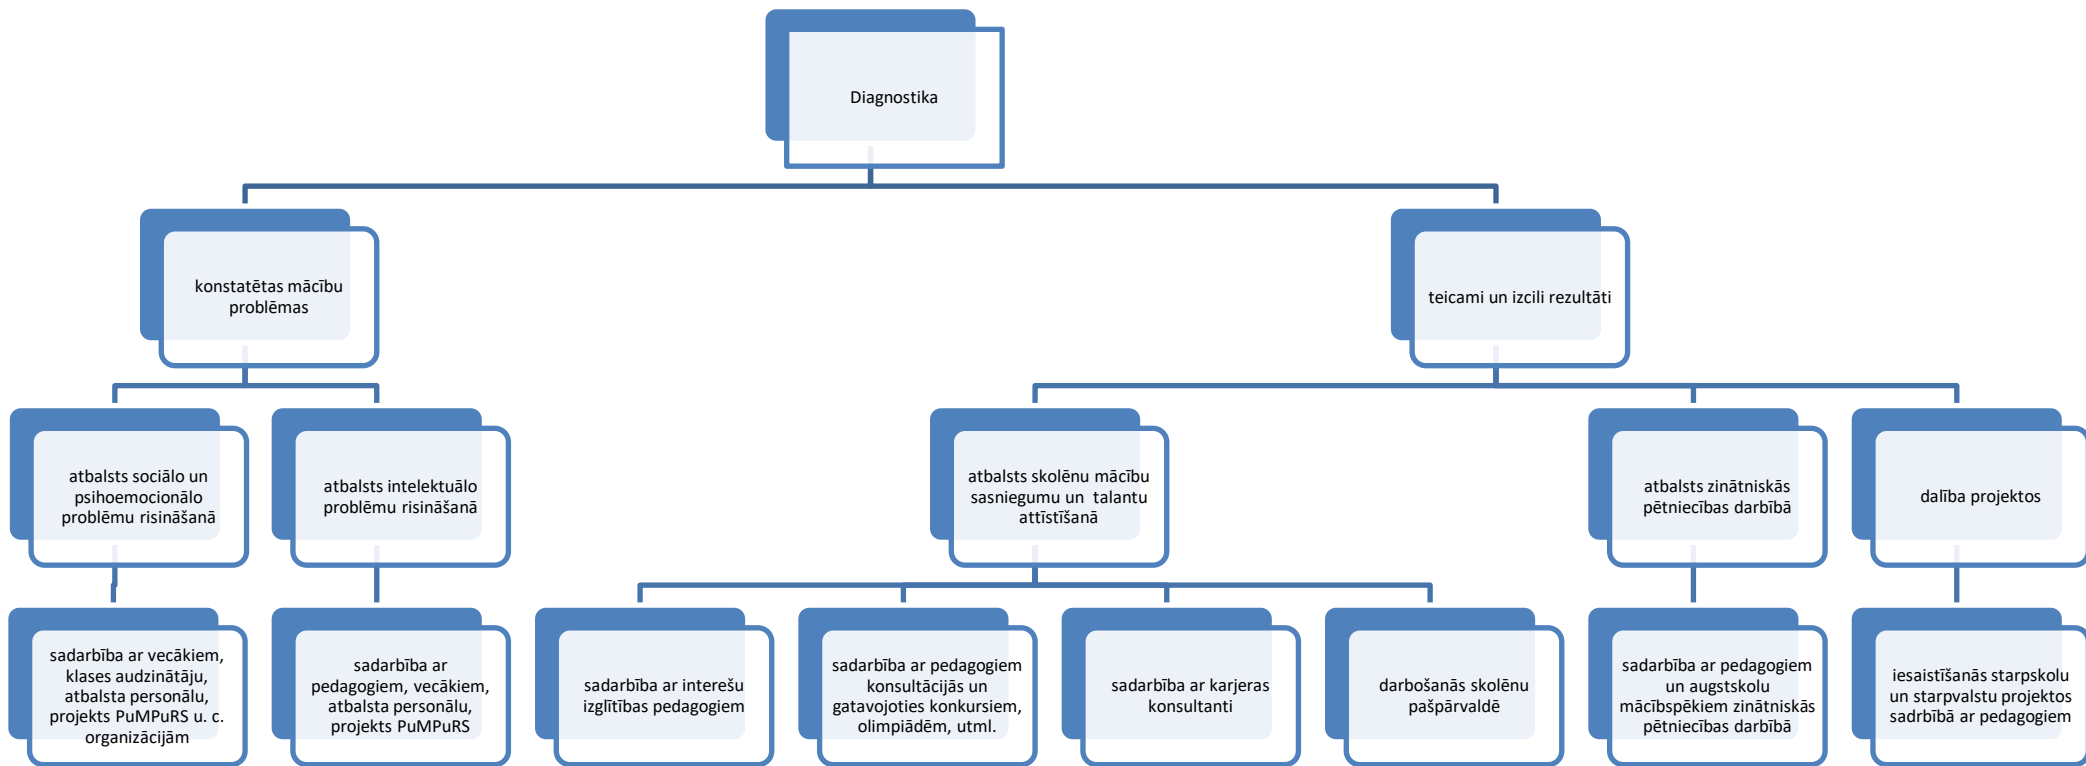 Diagnostika
konstatētas mācību
problēmas
teicami un izcili rezultāti
atbalsts sociālo un
psihoemocionālo
problēmu risināšanā
atbalsts intelektuālo
problēmu risināšanā
atbalsts skolēnu mācību
sasniegumu un  talantu
attīstīšanā
atbalsts zinātniskās
pētniecības darbībā
dalība projektos
sadarbība ar vecākiem,
klases audzinātāju,
atbalsta personālu,
projekts PuMPuRS u. c.
organizācijām
sadarbība ar
pedagogiem, vecākiem,
atbalsta personālu,
projekts PuMPuRS
sadarbība ar interešu
izglītības pedagogiem
sadarbība ar pedagogiem
konsultācijās un
gatavojoties konkursiem,
olimpiādēm, utml.
sadarbība ar karjeras
konsultanti
darbošanās skolēnu
pašpārvaldē
sadarbība ar pedagogiem
un augstskolu
mācībspēkiem zinātniskās
pētniecības darbībā
iesaistīšanās starpskolu
un starpvalstu projektos
sadrbībā ar pedagogiem